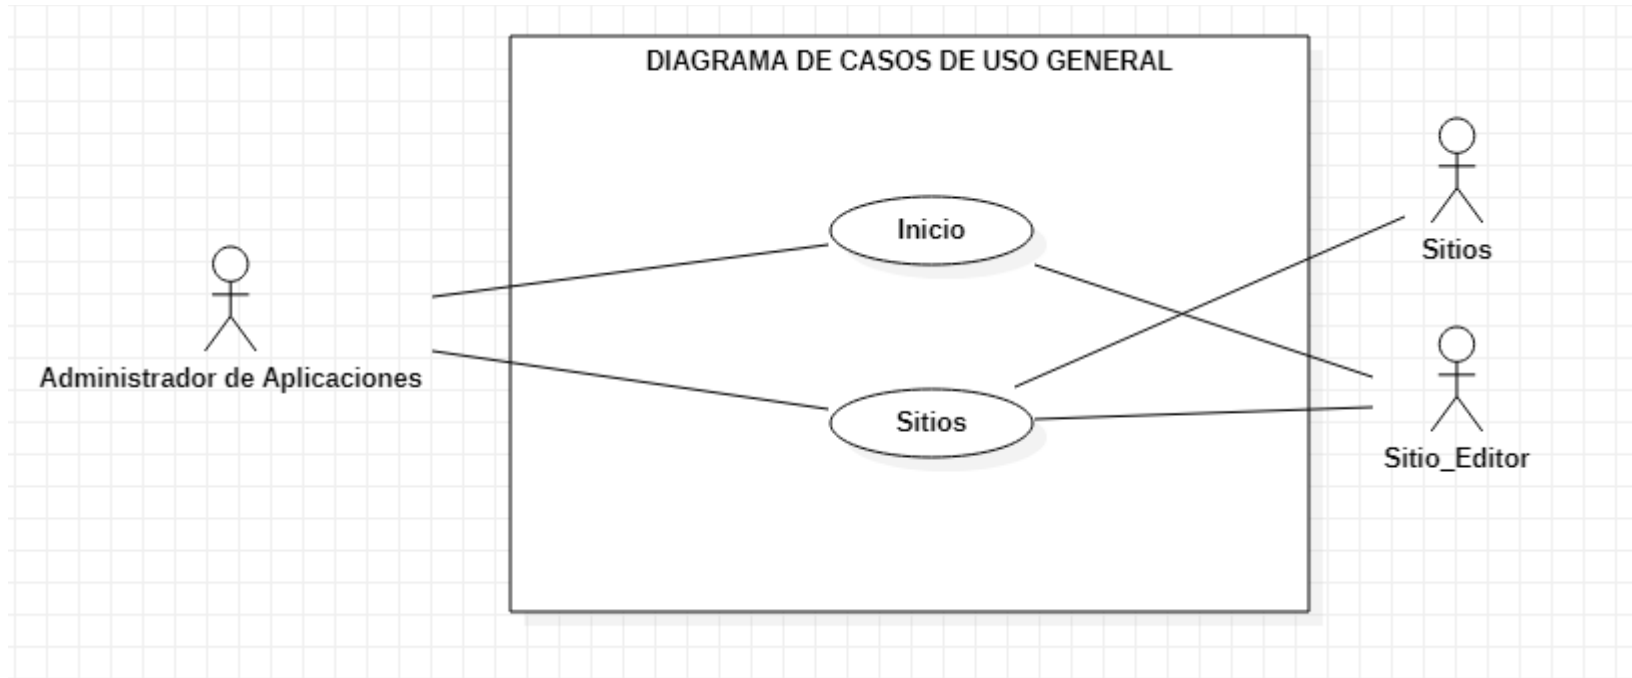 DIAGRAMA DE CASOS DE USO GENERAL
Inicio
Sitios
Administrador de Aplicaciones
Sitios
Sitio_Editor